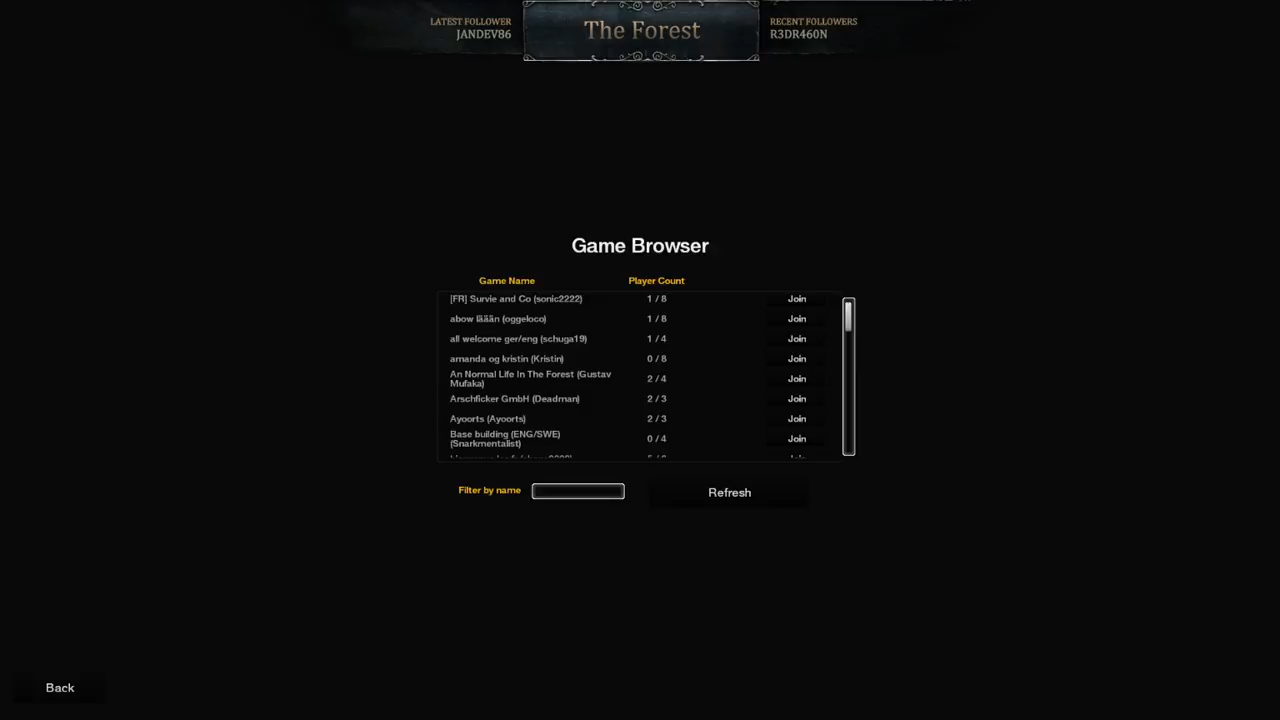 LATEST FOLLOWER
JANDEV86
The Forest
RECENT FOLLOWERS
R3DR460N
Game Browser
Game Name Player Count
[FR] Survie and Co (sonic2222) 1 / 8 Join
abow lään (oggeloco) 1 / 8 Join
all welcome ger/eng (schuga19) 1 / 4 Join
amanda og kristin (Kristin) 0 / 8 Join
An Normal Life In The Forest (Gustav
Mufaka) 2 / 4 Join
Arschficker GmbH (Deadman) 2 / 3 Join
Ayoorts (Ayoorts) 2 / 3 Join
Base building (ENG/SWE)
(Snarkmentalist) 0 / 4 Join
Filter by name Refresh
Back